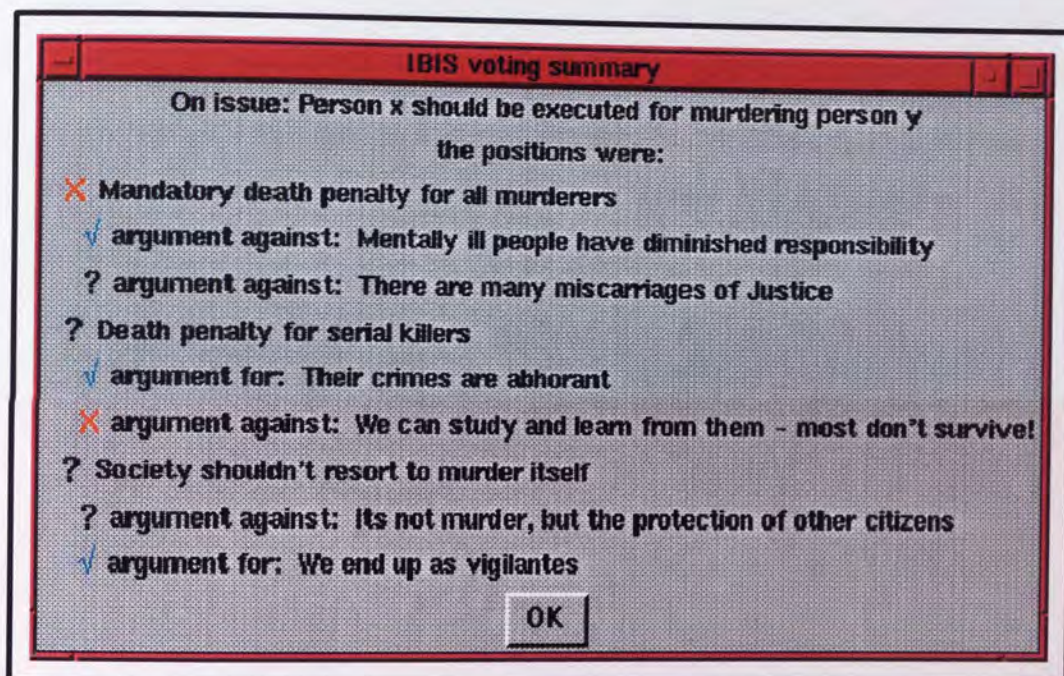 IBIS voting summary
On issue: Person x should be executed for murdering person y
the positions were:
X Mandatory death penalty for all murderers
√ argument against: Mentally ill people have diminished responsibility
? argument against: There are many miscarriages of Justice
? Death penalty for serial killers
√ argument for: Their crimes are abhorant
X argument against: We can study and learn from them - most don't survive!
? Society shouldn't resort to murder itself
? argument against: Its not murder, but the protection of other citizens
√ argument for: We end up as vigilantes
OK